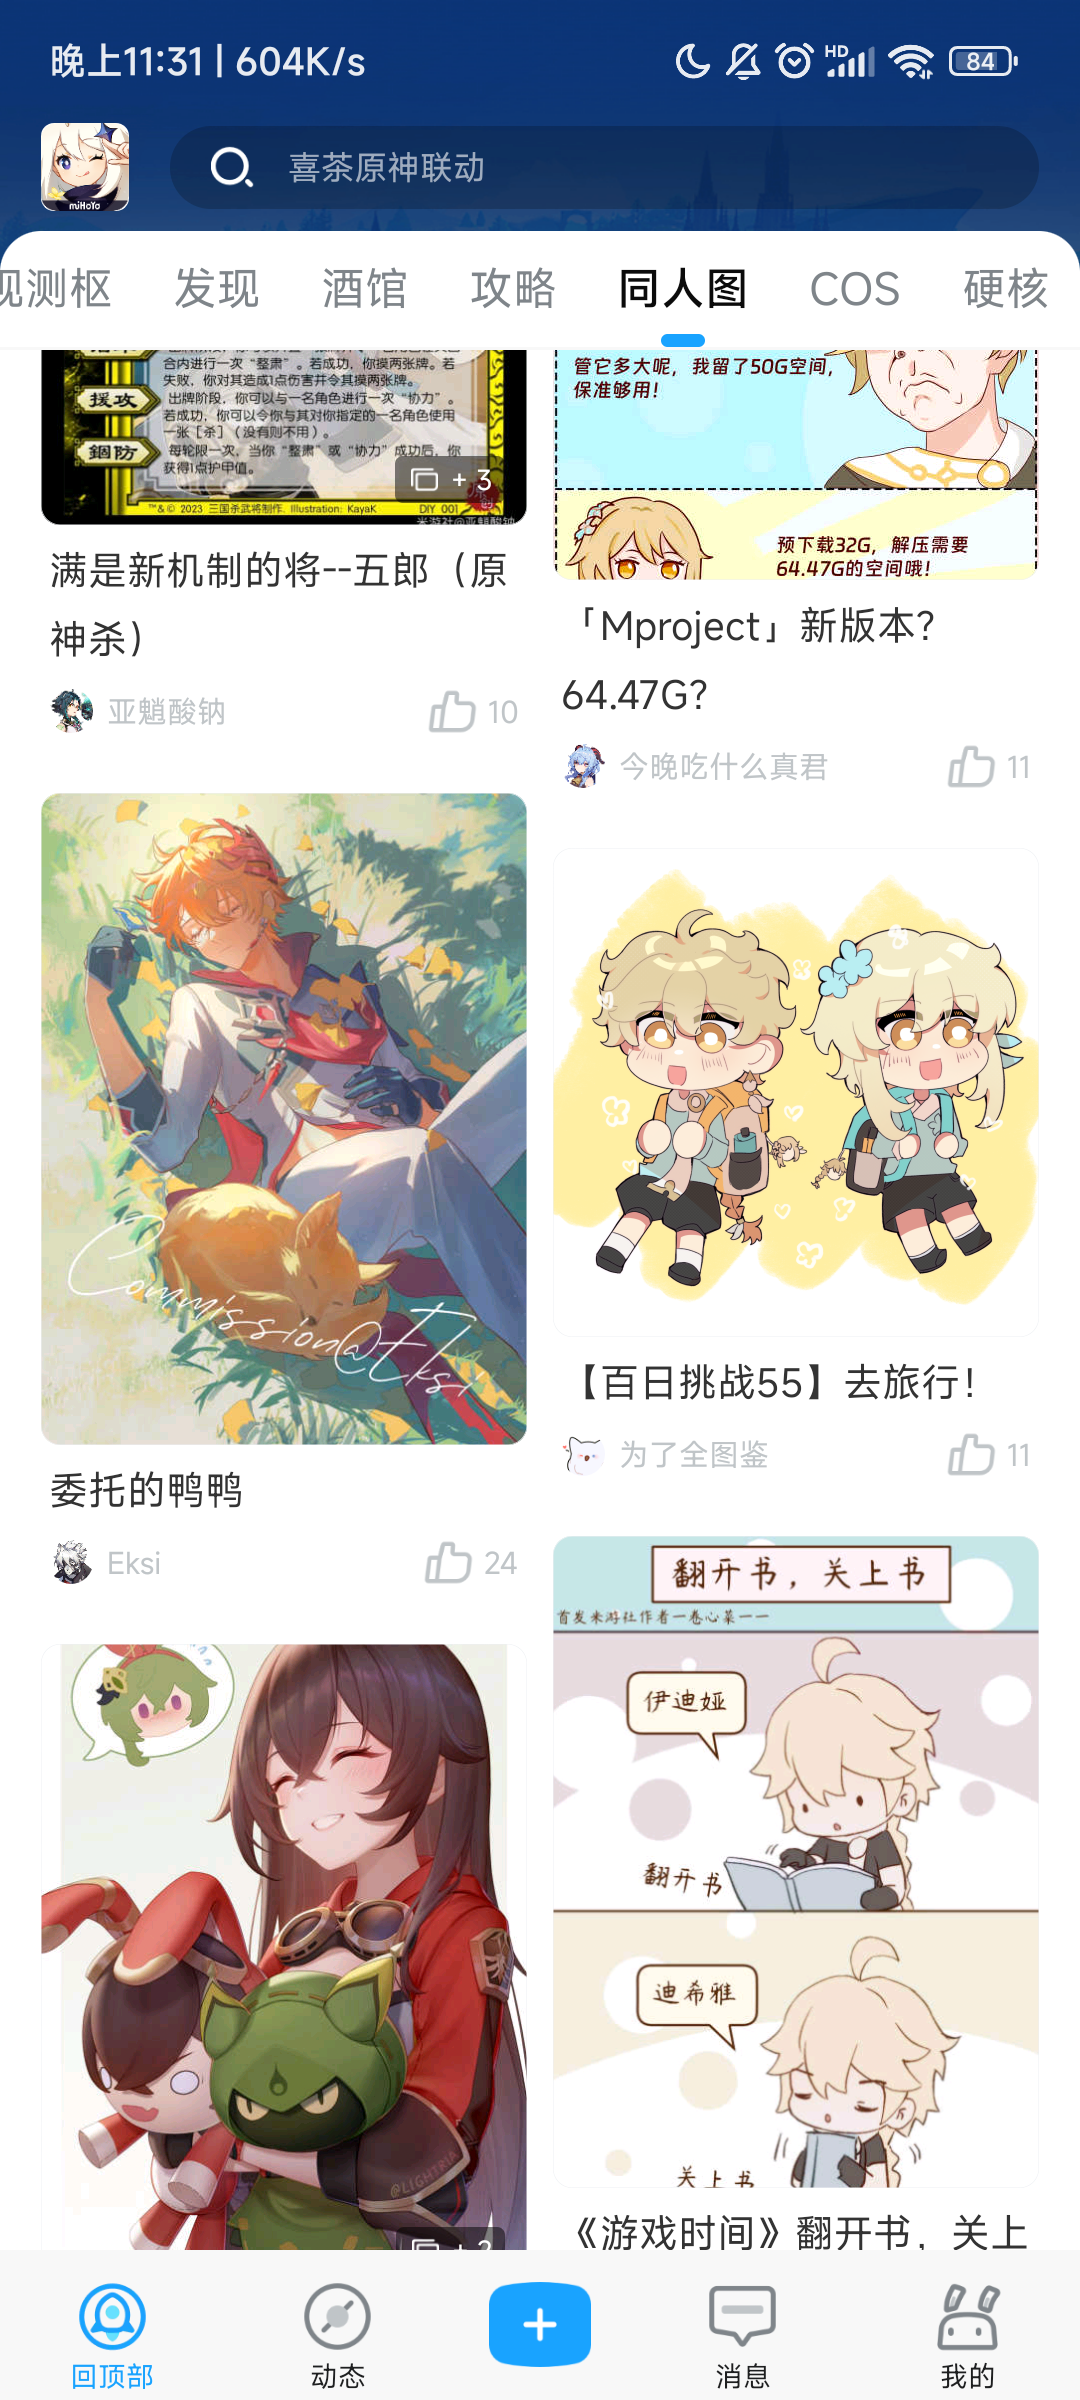 晚上11:31 | 604K/s
HD
84
miHoYo
喜茶原神联动
观测枢
发现
酒馆
攻略
同人图
COS
硬核
合内进行一次“整肃”。若成功，你摸两张牌。若
失败，你对其造成1点伤害并令其摸两张牌。
援攻
出牌阶段，你可以与一名角色进行一次“协力”。
若成功，你可以令你与其对你指定的一名角色使用
一张［杀］（没有则不用）。
錮防
每轮限一次，当你“整肃”或“协力”成功后，你
获得1点护甲值。
+ 3
™&© 2023 三国杀武将制作. Illustration: KayaK
DIY 001
米游社@亚魈酸钠
满是新机制的将--五郎（原
神杀）
亚魈酸钠
10
管它多大呢，我留了50G空间，
保准够用！
预下载32G，解压需要
64.47G的空间哦！
「Mproject」新版本？
64.47G？
今晚吃什么真君
11
Commission@Eksi
委托的鸭鸭
Eksi
24
【百日挑战55】去旅行！
为了全图鉴
11
@LIGHTRIA
+ 2
翻开书，关上书
首发米游社作者一卷心菜一一
伊迪娅
翻开书
迪希雅
关上书
《游戏时间》翻开书，关上
回顶部
动态
消息
我的